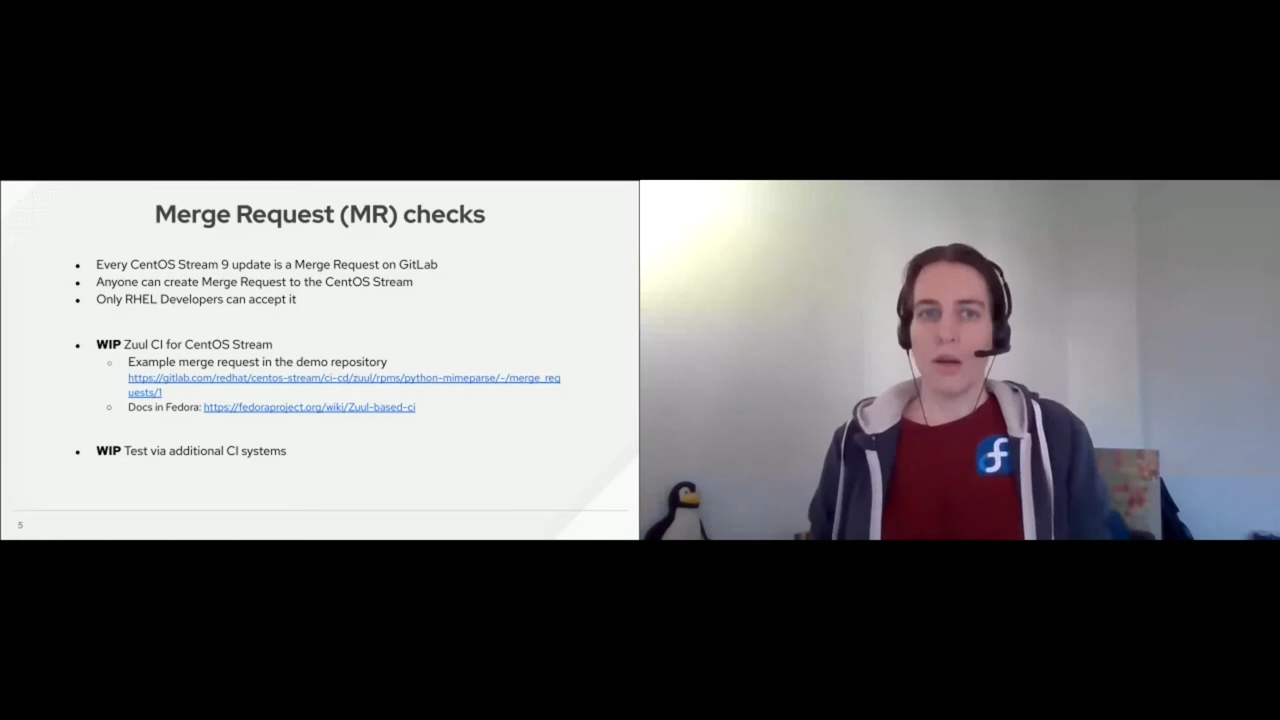 Merge Request (MR) checks
• Every CentOS Stream 9 update is a Merge Request on GitLab
• Anyone can create Merge Request to the CentOS Stream
• Only RHEL Developers can accept it
• WIP Zuul CI for CentOS Stream
○ Example merge request in the demo repository
https://gitlab.com/redhat/centos-stream/ci-cd/zuul/rpms/python-mimeparse/-/merge_req
uests/1
○ Docs in Fedora: https://fedoraproject.org/wiki/Zuul-based-ci
• WIP Test via additional CI systems
5